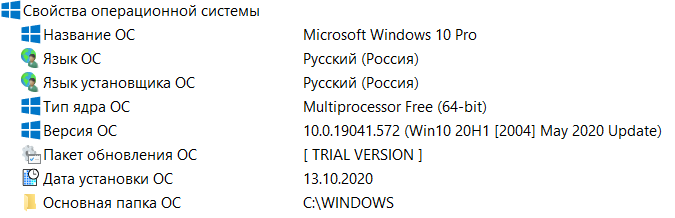 Свойства операционной системы
Название ОС Microsoft Windows 10 Pro
Язык ОС Русский (Россия)
Язык установщика ОС Русский (Россия)
Тип ядра ОС Multiprocessor Free (64-bit)
Версия ОС 10.0.19041.572 (Win10 20H1 [2004] May 2020 Update)
Пакет обновления ОС [ TRIAL VERSION ]
Дата установки ОС 13.10.2020
Основная папка ОС C:\WINDOWS